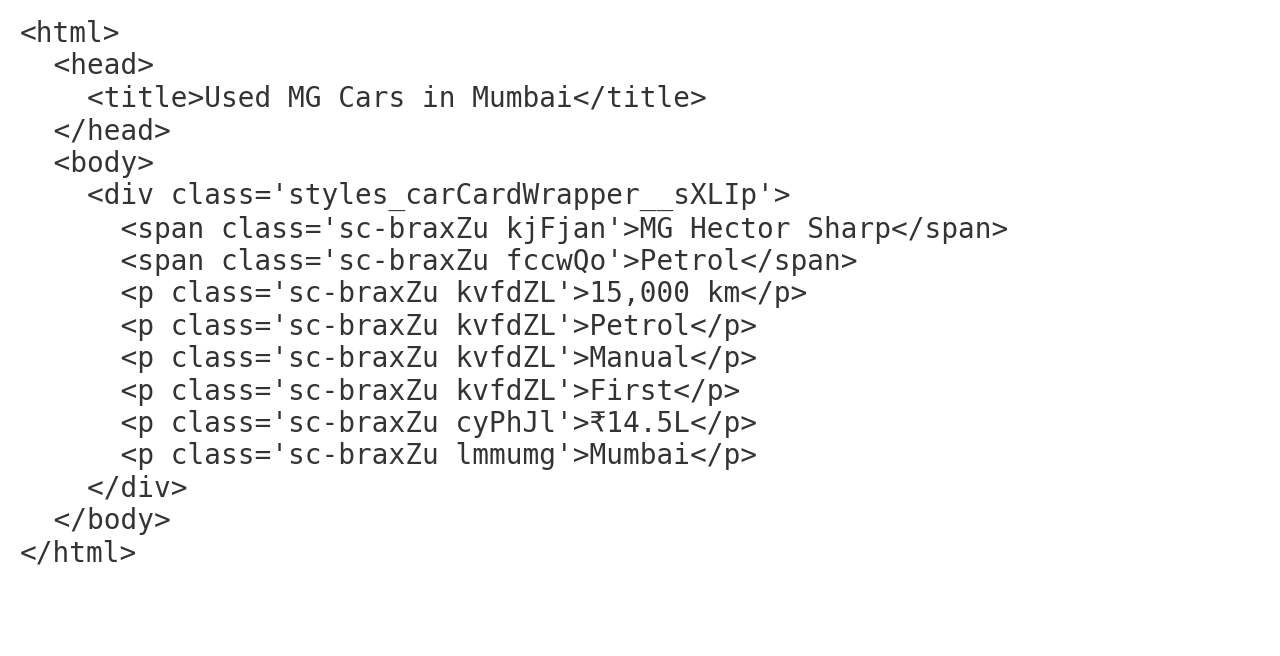 <html>
  <head>
    <title>Used MG Cars in Mumbai</title>
  </head>
  <body>
    <div class='styles_carCardWrapper__sXLIp'>
      <span class='sc-braxZu kjFjan'>MG Hector Sharp</span>
      <span class='sc-braxZu fccwQo'>Petrol</span>
      <p class='sc-braxZu kvfdZL'>15,000 km</p>
      <p class='sc-braxZu kvfdZL'>Petrol</p>
      <p class='sc-braxZu kvfdZL'>Manual</p>
      <p class='sc-braxZu kvfdZL'>First</p>
      <p class='sc-braxZu cyPhJl'>₹14.5L</p>
      <p class='sc-braxZu lmmumg'>Mumbai</p>
    </div>
  </body>
</html>